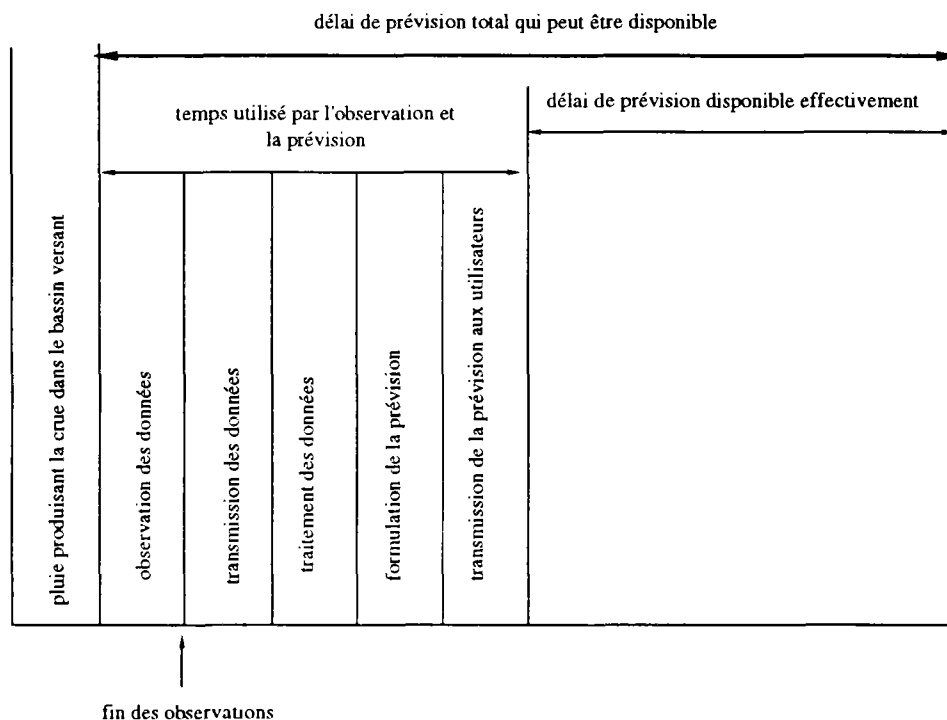 délai de prévision total qui peut être disponible
temps utilisé par l'observation et
la prévision
délai de prévision disponible effectivement
pluie produisant la crue dans le bassin versant
observation des données
transmission des données
traitement des données
formulation de la prévision
transmission de la prévision aux utilisateurs
fin des observations